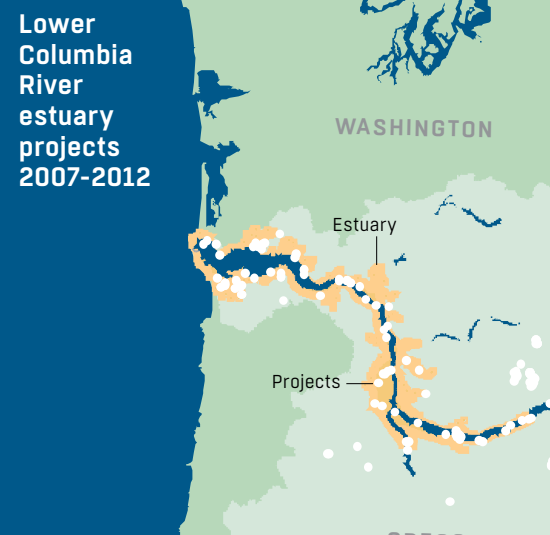 Lower
Columbia
River
estuary
projects
2007-2012
WASHINGTON
Estuary
Projects